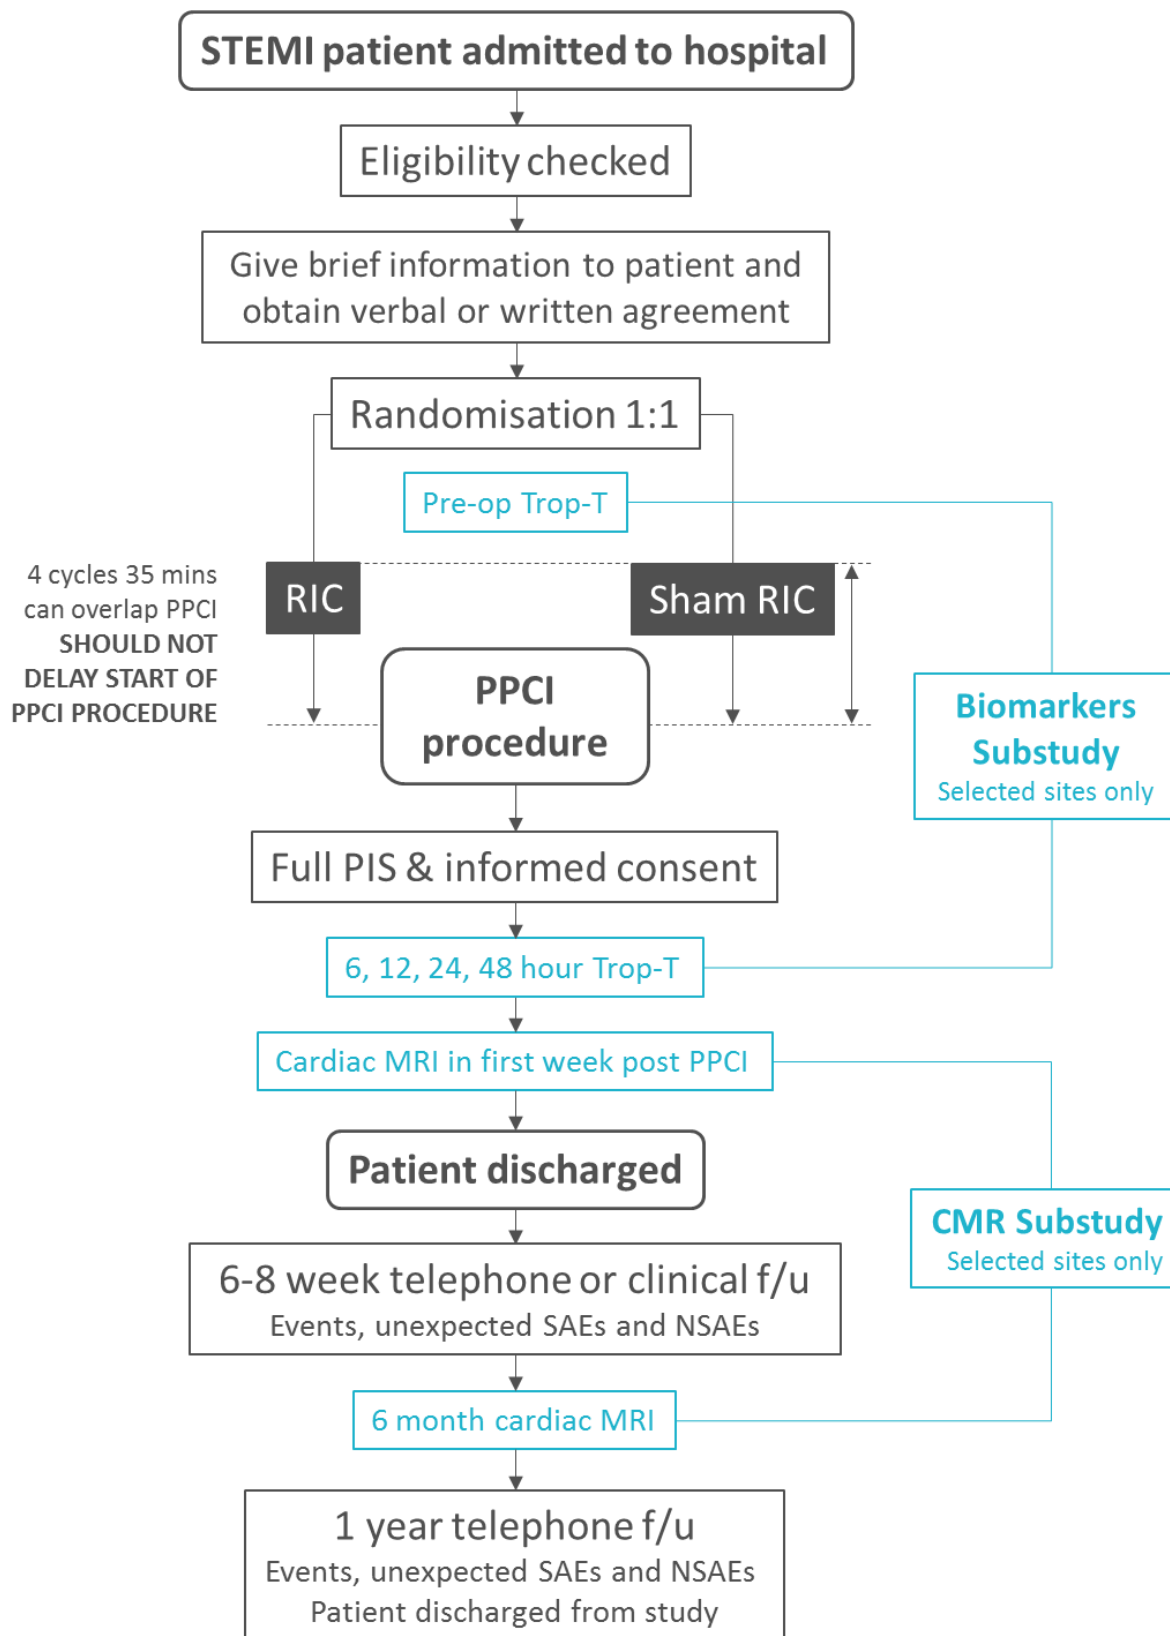 STEMI patient admitted to hospital
Eligibility checked
Give brief information to patient and
obtain verbal or written agreement
Randomisation 1:1
Pre-op Trop-T
4 cycles 35 mins
can overlap PPCI
SHOULD NOT
DELAY START OF
PPCI PROCEDURE
RIC
Sham RIC
PPCI
procedure
Biomarkers
Substudy
Selected sites only
Full PIS & informed consent
6, 12, 24, 48 hour Trop-T
Cardiac MRI in first week post PPCI
Patient discharged
CMR Substudy
Selected sites only
6-8 week telephone or clinical f/u
Events, unexpected SAEs and NSAEs
6 month cardiac MRI
1 year telephone f/u
Events, unexpected SAEs and NSAEs
Patient discharged from study